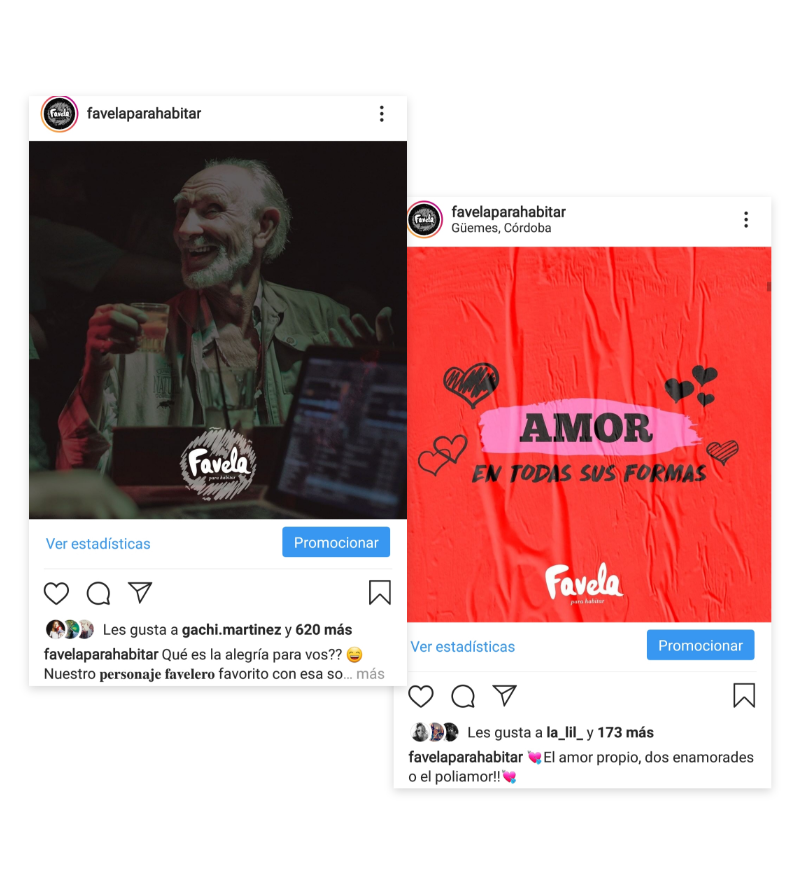 Favela
favelaparahabitar
Favela
para habitar
Ver estadísticas
Promocionar
Les gusta a gachi.martinez y 620 más
favelaparahabitar Qué es la alegría para vos?? 😅
Nuestro personaje favelero favorito con esa so... más
Favela
favelaparahabitar
Güemes, Córdoba
AMOR
EN TODAS SUS FORMAS
Favela
para habitar
Ver estadísticas
Promocionar
Les gusta a la_lil_ y 173 más
favelaparahabitar 💘El amor propio, dos enamorades
o el poliamor!!💘